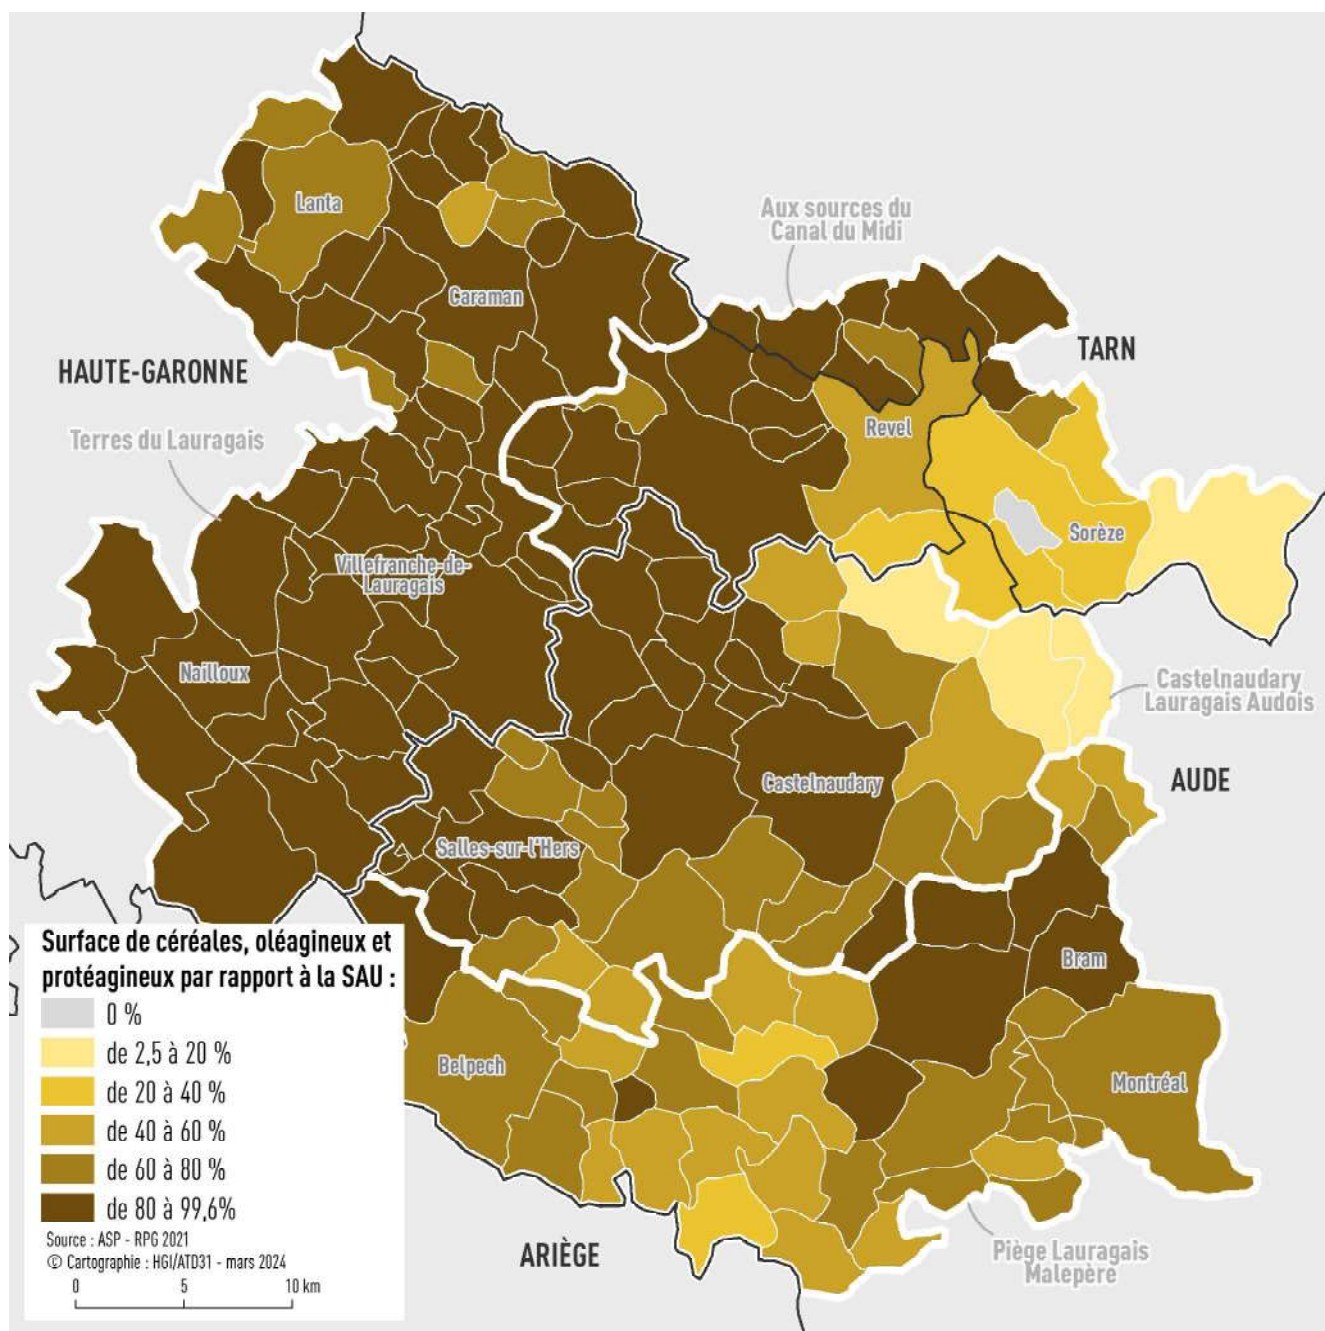 Lanta
Aux sources du
Canal du Midi
Caraman
TARN
HAUTE-GARONNE
Terres du Lauragais
Revel
Sorèze
Villefranche-de-
Lauragais
Nailloux
Castelnaudary
Lauragais Audois
AUDE
Castelnaudary
Salles-sur-l'Hers
Bram
Belpech
Montréal
Piège Lauragais
Malepère
ARIÈGE
Surface de céréales, oléagineux et
protéagineux par rapport à la SAU :
0 %
de 2,5 à 20 %
de 20 à 40 %
de 40 à 60 %
de 60 à 80 %
de 80 à 99,6%
Source : ASP - RPG 2021
© Cartographie : HGI/ATD31 - mars 2024
0 5 10 km